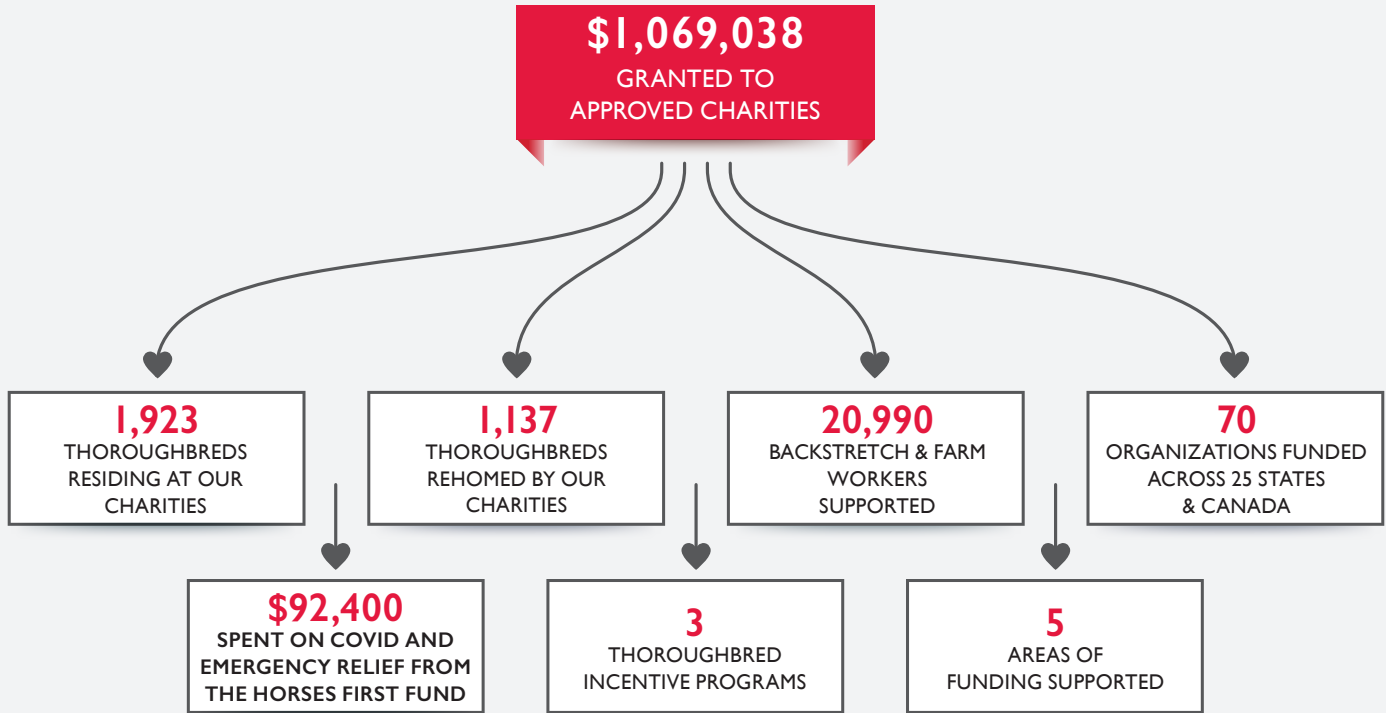 $1,069,038
GRANTED TO
APPROVED CHARITIES
1,923
THOROUGHBREDS
RESIDING AT OUR
CHARITIES
1,137
THOROUGHBREDS
REHOMED BY OUR
CHARITIES
20,990
BACKSTRETCH & FARM
WORKERS
SUPPORTED
70
ORGANIZATIONS FUNDED
ACROSS 25 STATES
& CANADA
$92,400
SPENT ON COVID AND
EMERGENCY RELIEF FROM
THE HORSES FIRST FUND
3
THOROUGHBRED
INCENTIVE PROGRAMS
5
AREAS OF
FUNDING SUPPORTED